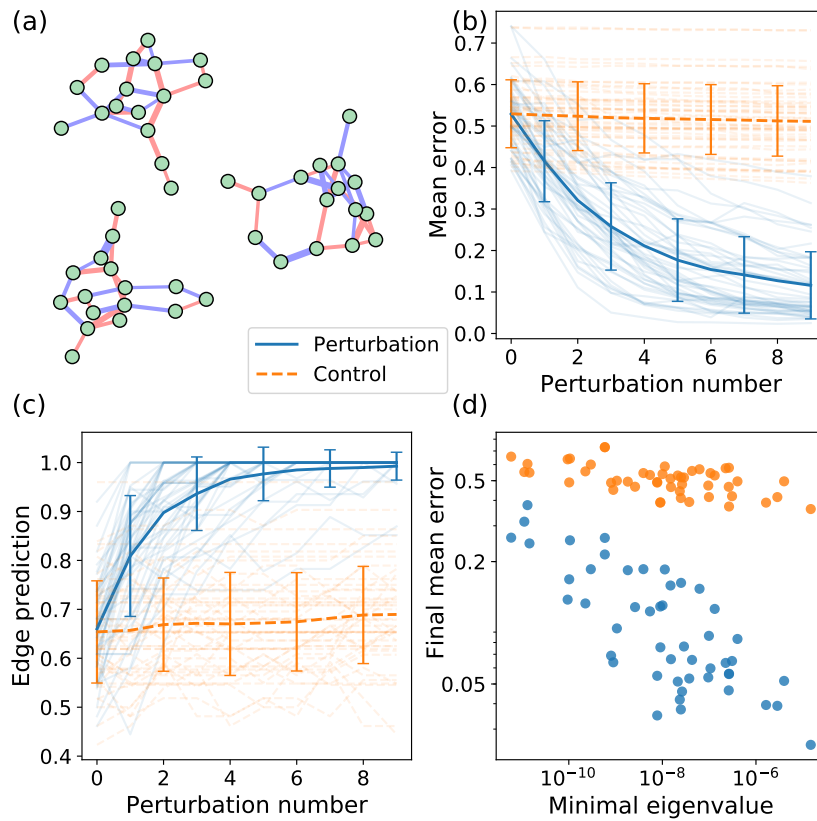 (a)
(b)
0.7
0.6
0.5
0.4
0.3
0.2
0.1
0.0
Mean error
0
2
4
6
8
Perturbation number
Perturbation
Control
(c)
1.0
0.9
0.8
0.7
0.6
0.5
0.4
Edge prediction
0
2
4
6
8
Perturbation number
(d)
0.5
0.2
0.05
Final mean error
10⁻¹⁰
10⁻⁸
10⁻⁶
Minimal eigenvalue